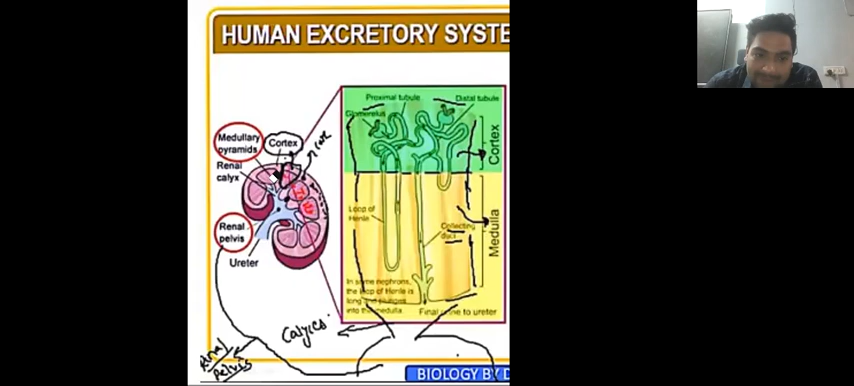 HUMAN EXCRETORY SYSTE
Proximal tubule
Distal tubule
Glomerulus
Medullary
pyramids
Cortex
Renal
calyx
Cortex
Loop of
Henle
Renal
pelvis
Collecting
duct
Medulla
Ureter
In some nephrons,
the loop of Henle is
long and plunges
into the medulla
Final urine to ureter
Calyces
Renal
Pelvis
BIOLOGY BY D